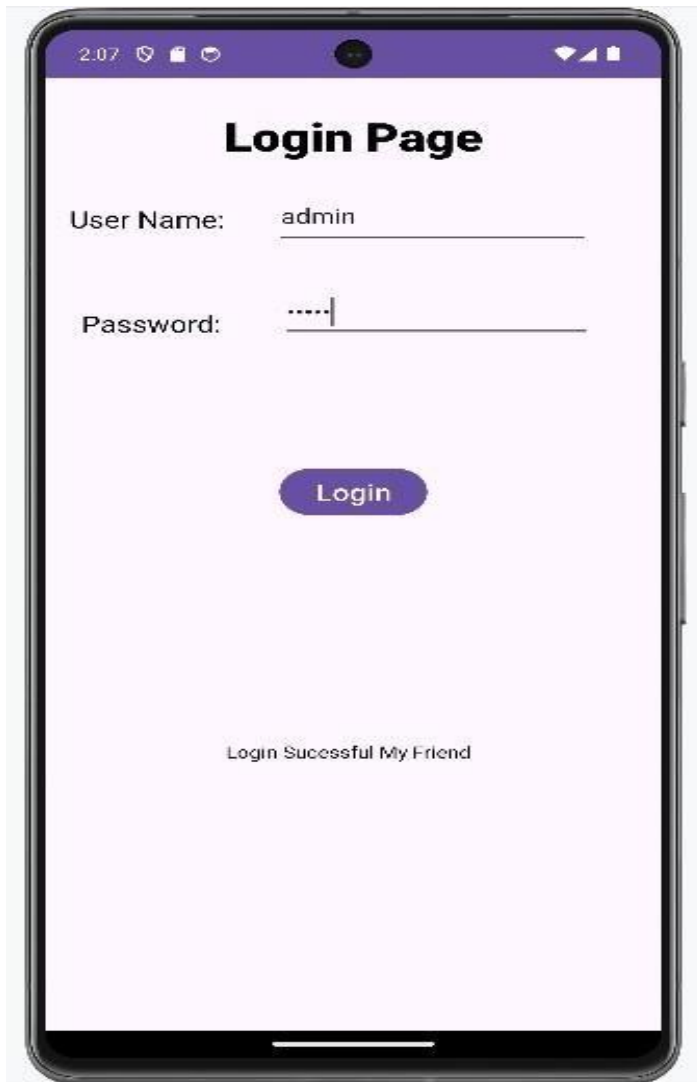 2:07
Login Page
User Name: admin
Password: ·····
Login
Login Sucessful My Friend